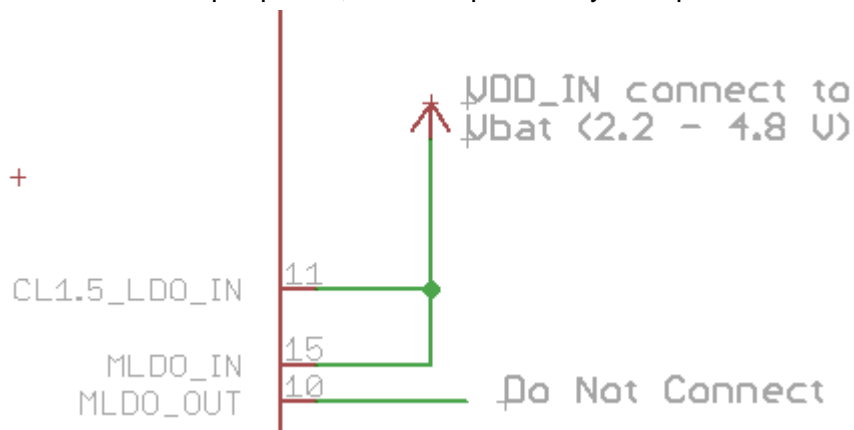 VDD_IN connect to
Vbat (2.2 - 4.8 V)
11
CL1.5_LDO_IN
15
MLDO_IN
10
MLDO_OUT
Do Not Connect